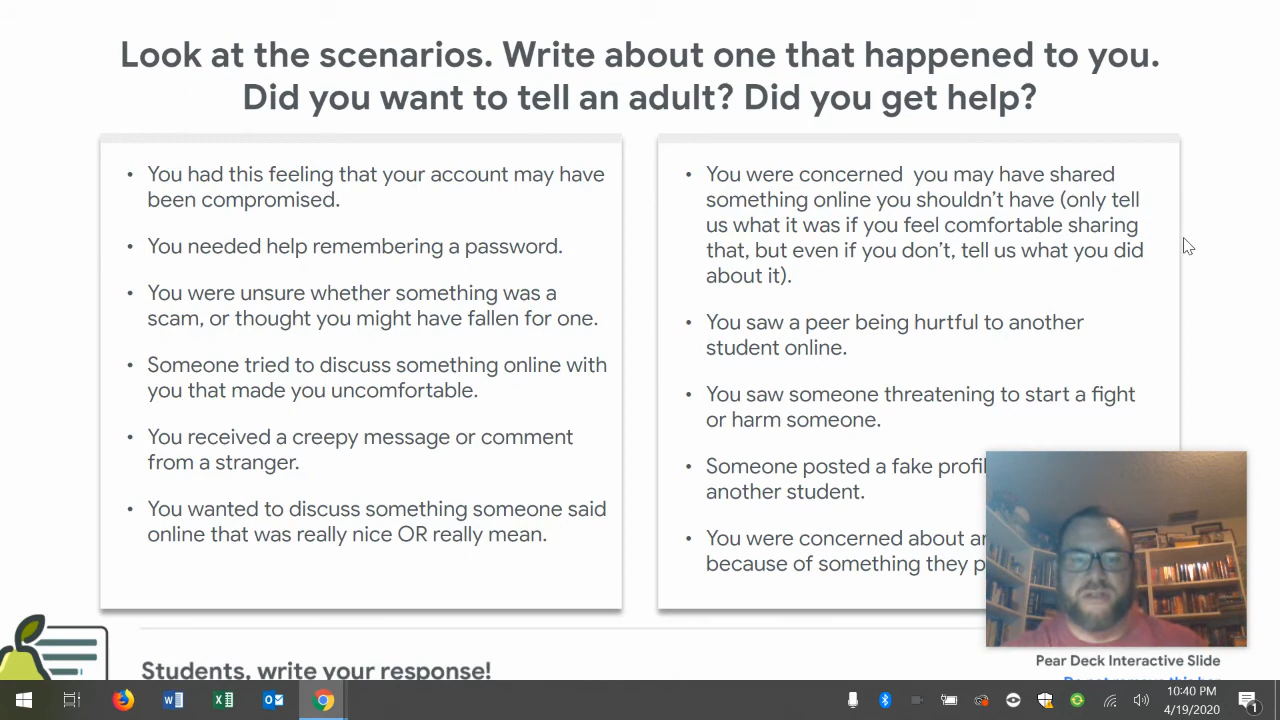 Look at the scenarios. Write about one that happened to you.
Did you want to tell an adult? Did you get help?
• You had this feeling that your account may have
been compromised.
• You needed help remembering a password.
• You were unsure whether something was a
scam, or thought you might have fallen for one.
• Someone tried to discuss something online with
you that made you uncomfortable.
• You received a creepy message or comment
from a stranger.
• You wanted to discuss something someone said
online that was really nice OR really mean.
• You were concerned  you may have shared
something online you shouldn’t have (only tell
us what it was if you feel comfortable sharing
that, but even if you don’t, tell us what you did
about it).
• You saw a peer being hurtful to another
student online.
• You saw someone threatening to start a fight
or harm someone.
• Someone posted a fake
another student.
• You were concerned about
because of something they
Students, write your response!
Pear Deck Interactive Slide
10:40 PM
4/19/2020
1